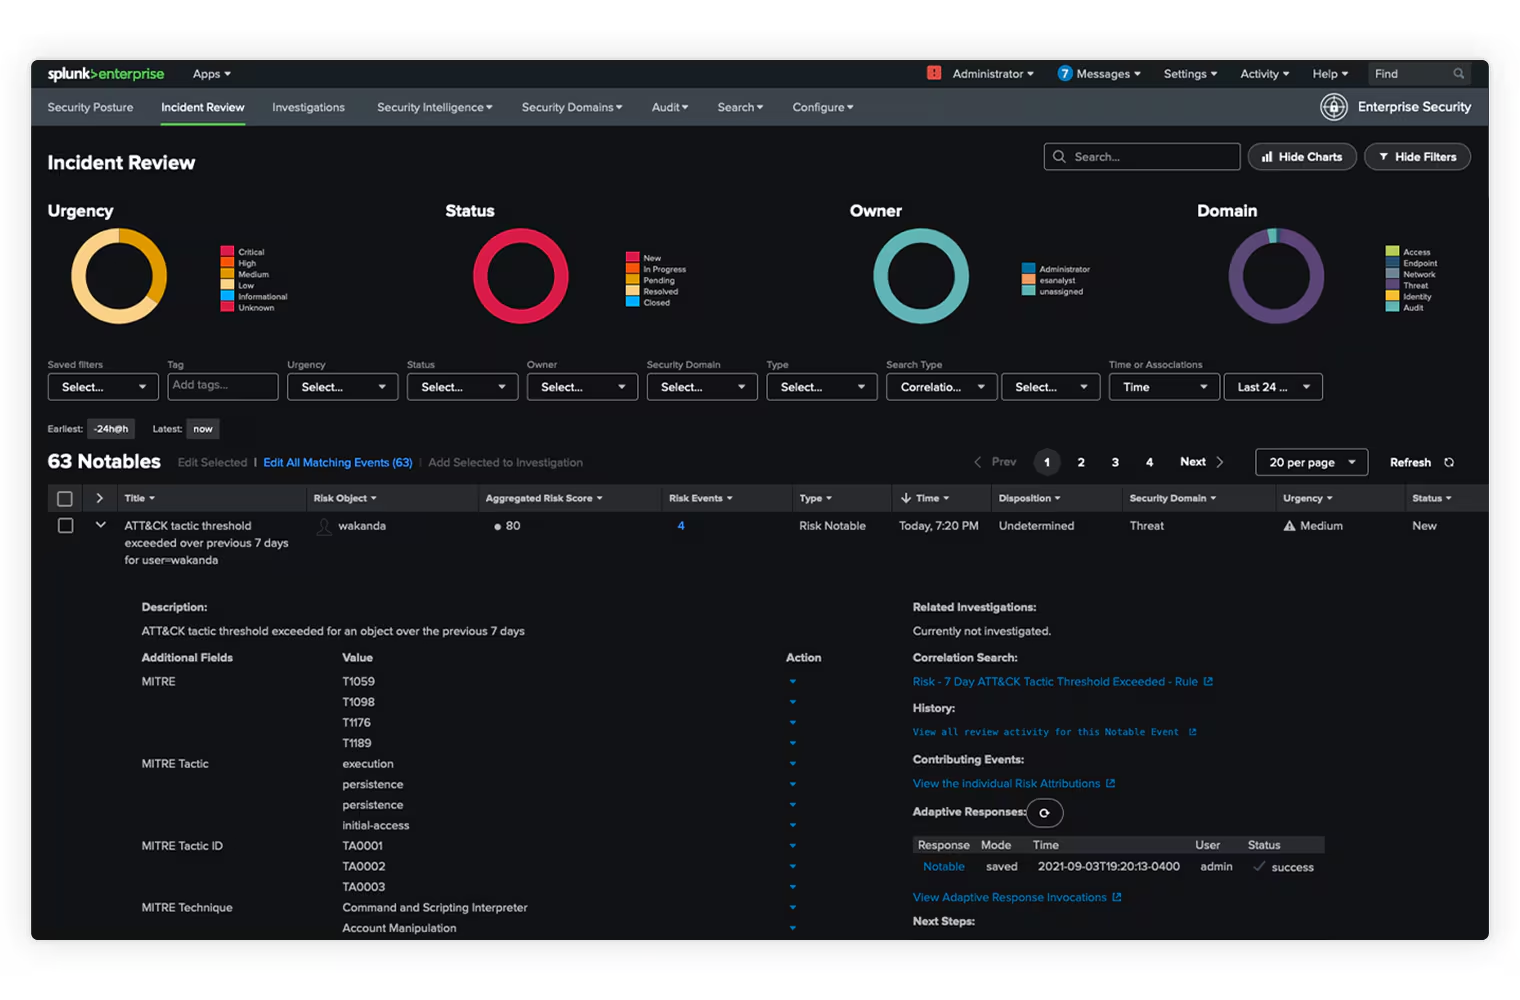 splunk>enterprise Apps Administrator 7 Messages Settings Activity Help Find
Security Posture Incident Review Investigations Security Intelligence Security Domains Audit Search Configure Enterprise Security
Incident Review Search... Hide Charts Hide Filters
Urgency Status Owner Domain
Critical
High
Medium
Low
Informational
Unknown
New
In Progress
Pending
Resolved
Closed
Administrator
esanalyst
unassigned
Access
Endpoint
Network
Threat
Identity
Audit
Saved filters Tag Urgency Status Owner Security Domain Type Search Type Time or Associations
Select... Add tags... Select... Select... Select... Select... Select... Correlatio... Select... Time Last 24 ...
Earliest: -24h@h Latest: now
63 Notables Edit Selected | Edit All Matching Events (63) | Add Selected to Investigation Prev 1 2 3 4 Next 20 per page Refresh
Title Risk Object Aggregated Risk Score Risk Events Type Time Disposition Security Domain Urgency Status
ATT&CK tactic threshold wakanda 80 4 Risk Notable Today, 7:20 PM Undetermined Threat Medium New
exceeded over previous 7 days
for user=wakanda
Description:
ATT&CK tactic threshold exceeded for an object over the previous 7 days
Additional Fields Value Action
MITRE T1059
T1098
T1176
T1189
MITRE Tactic execution
persistence
persistence
initial-access
MITRE Tactic ID TA0001
TA0002
TA0003
MITRE Technique Command and Scripting Interpreter
Account Manipulation
Related Investigations:
Currently not investigated.
Correlation Search:
Risk - 7 Day ATT&CK Tactic Threshold Exceeded - Rule
History:
View all review activity for this Notable Event
Contributing Events:
View the individual Risk Attributions
Adaptive Responses:
Response Mode Time User Status
Notable saved 2021-09-03T19:20:13-0400 admin success
View Adaptive Response Invocations
Next Steps: